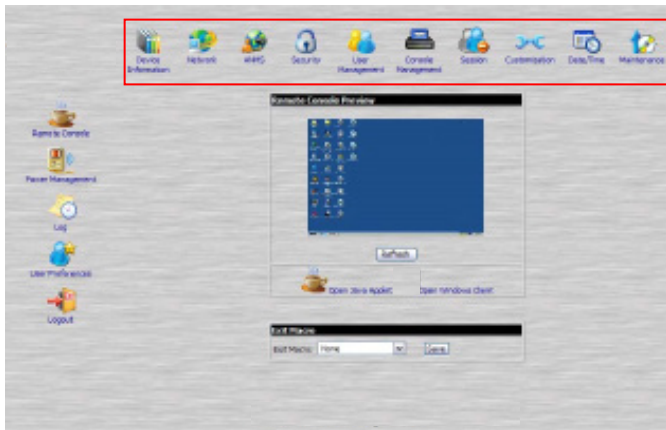 Device Information
Network
ANMS
Security
User Management
Console Management
Session
Customization
Date/Time
Maintenance
Remote Console
Power Management
Log
User Preferences
Logout
Remote Console Preview
Refresh
Open Java Applet
Open Windows Client
Exit Macro
Exit Macro: None
Save